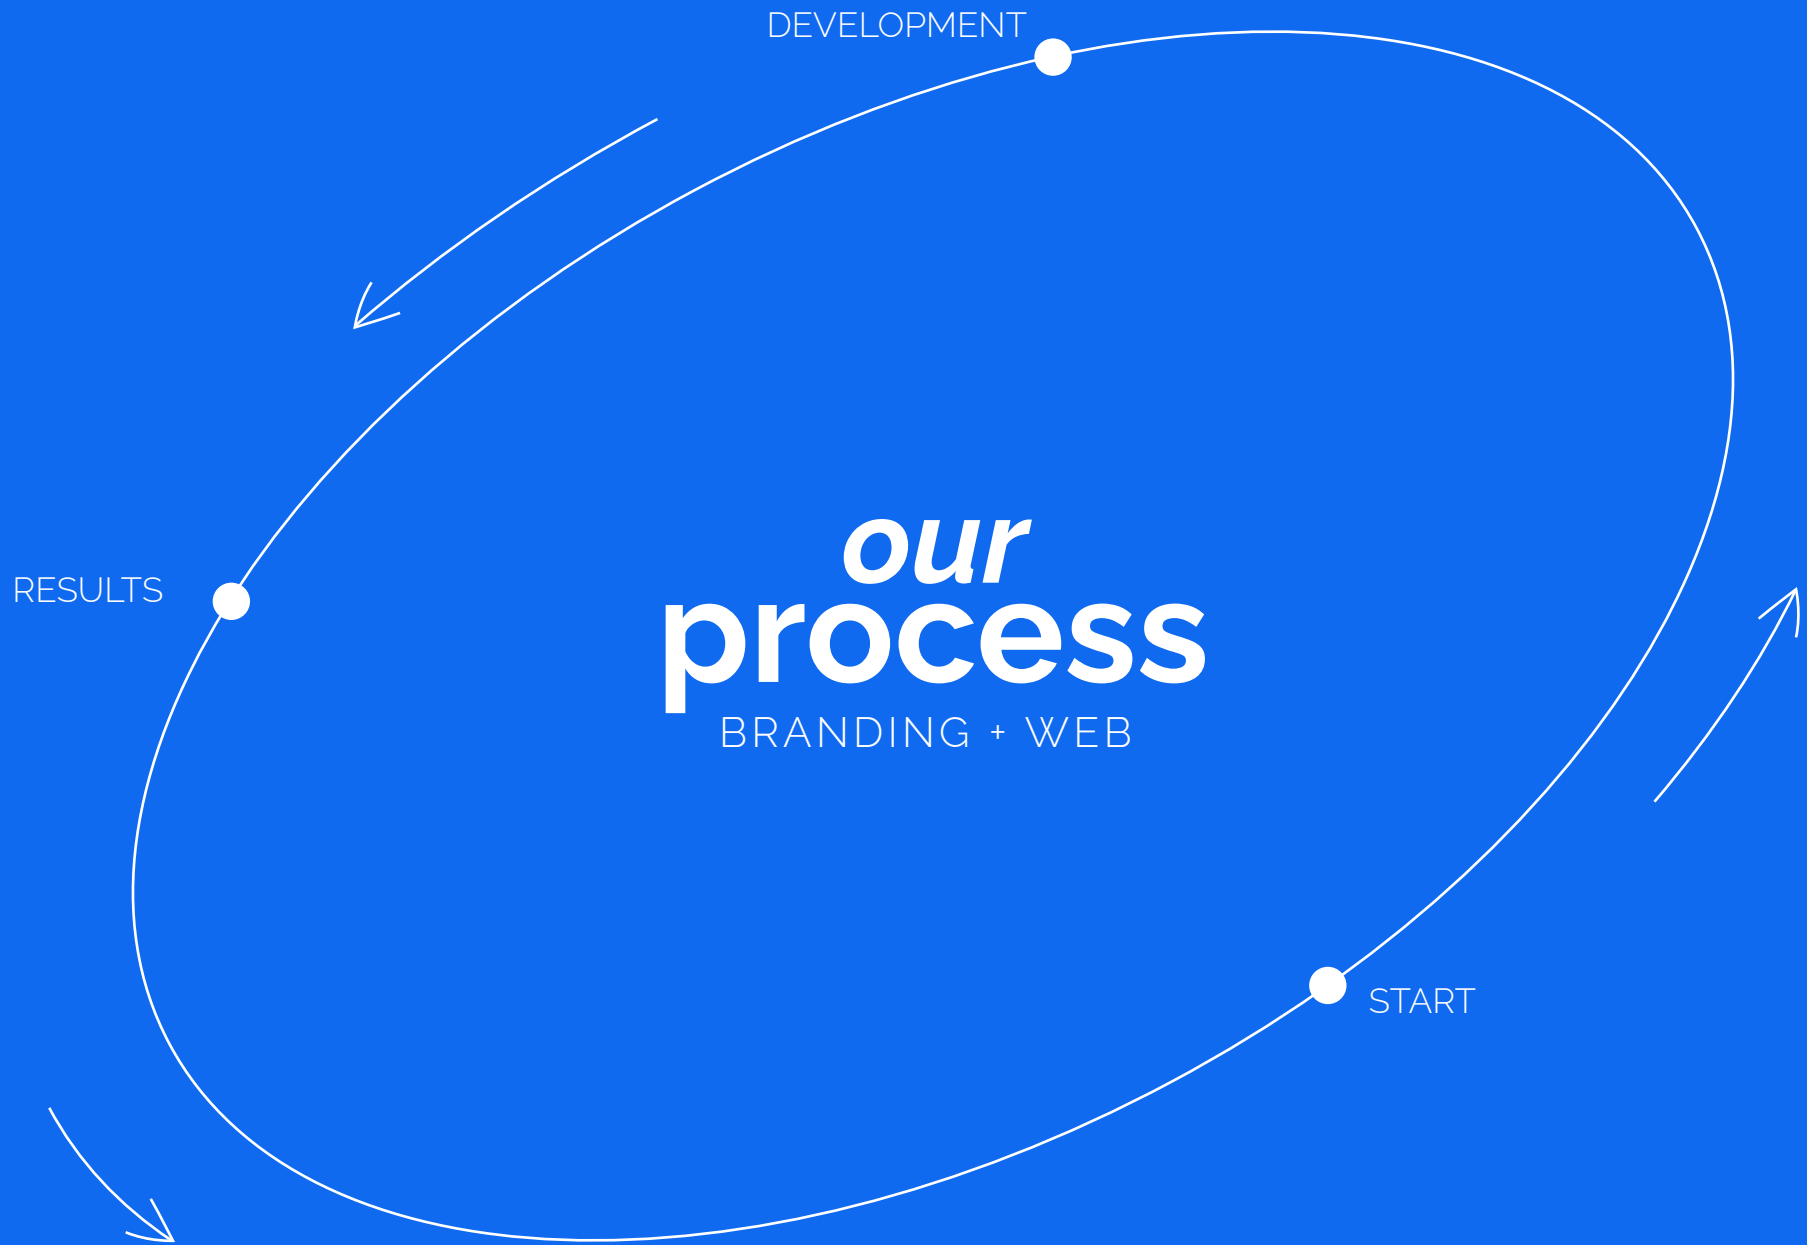 DEVELOPMENT
our
process
BRANDING + WEB
RESULTS
START